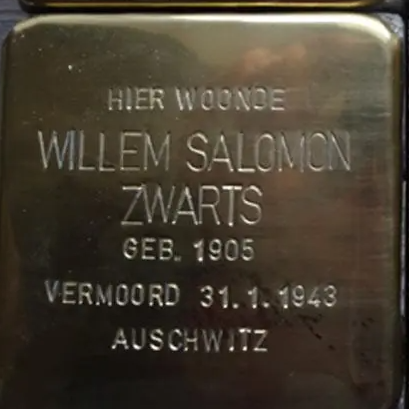 HIER WOONDE
WILLEM SALOMON
ZWARTS
GEB. 1905
VERMOORD 31.1.1943
AUSCHWITZ